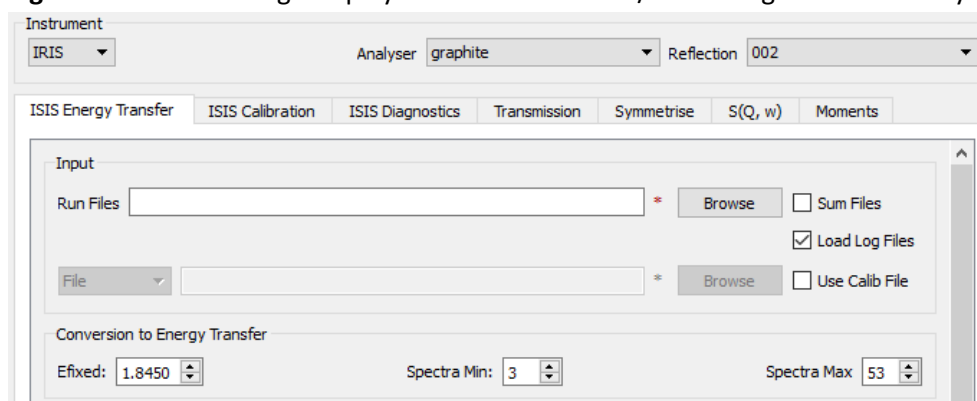 Instrument
IRIS Analyser graphite Reflection 002
ISIS Energy Transfer ISIS Calibration ISIS Diagnostics Transmission Symmetrise S(Q, w) Moments
Input
Run Files * Browse Sum Files
Load Log Files
File * Browse Use Calib File
Conversion to Energy Transfer
Efixed: 1.8450 Spectra Min: 3 Spectra Max 53